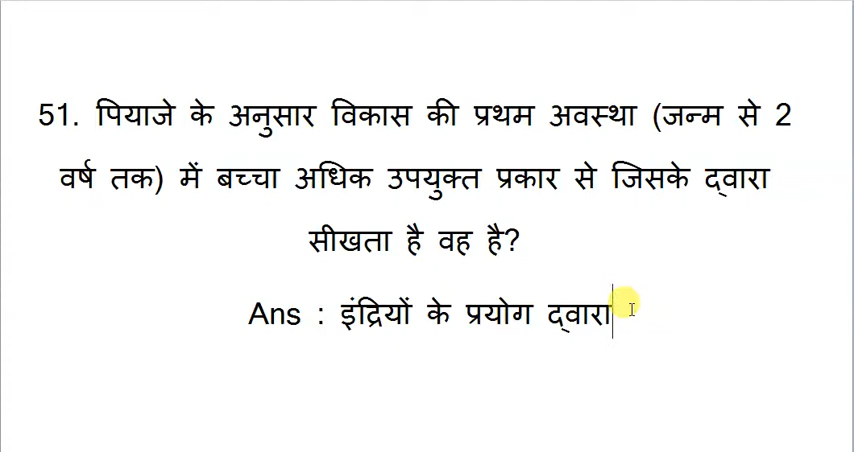 51. पियाजे के अनुसार विकास की प्रथम अवस्था (जन्म से 2
वर्ष तक) में बच्चा अधिक उपयुक्त प्रकार से जिसके द्वारा
सीखता है वह है?
Ans : इंद्रियों के प्रयोग द्वारा